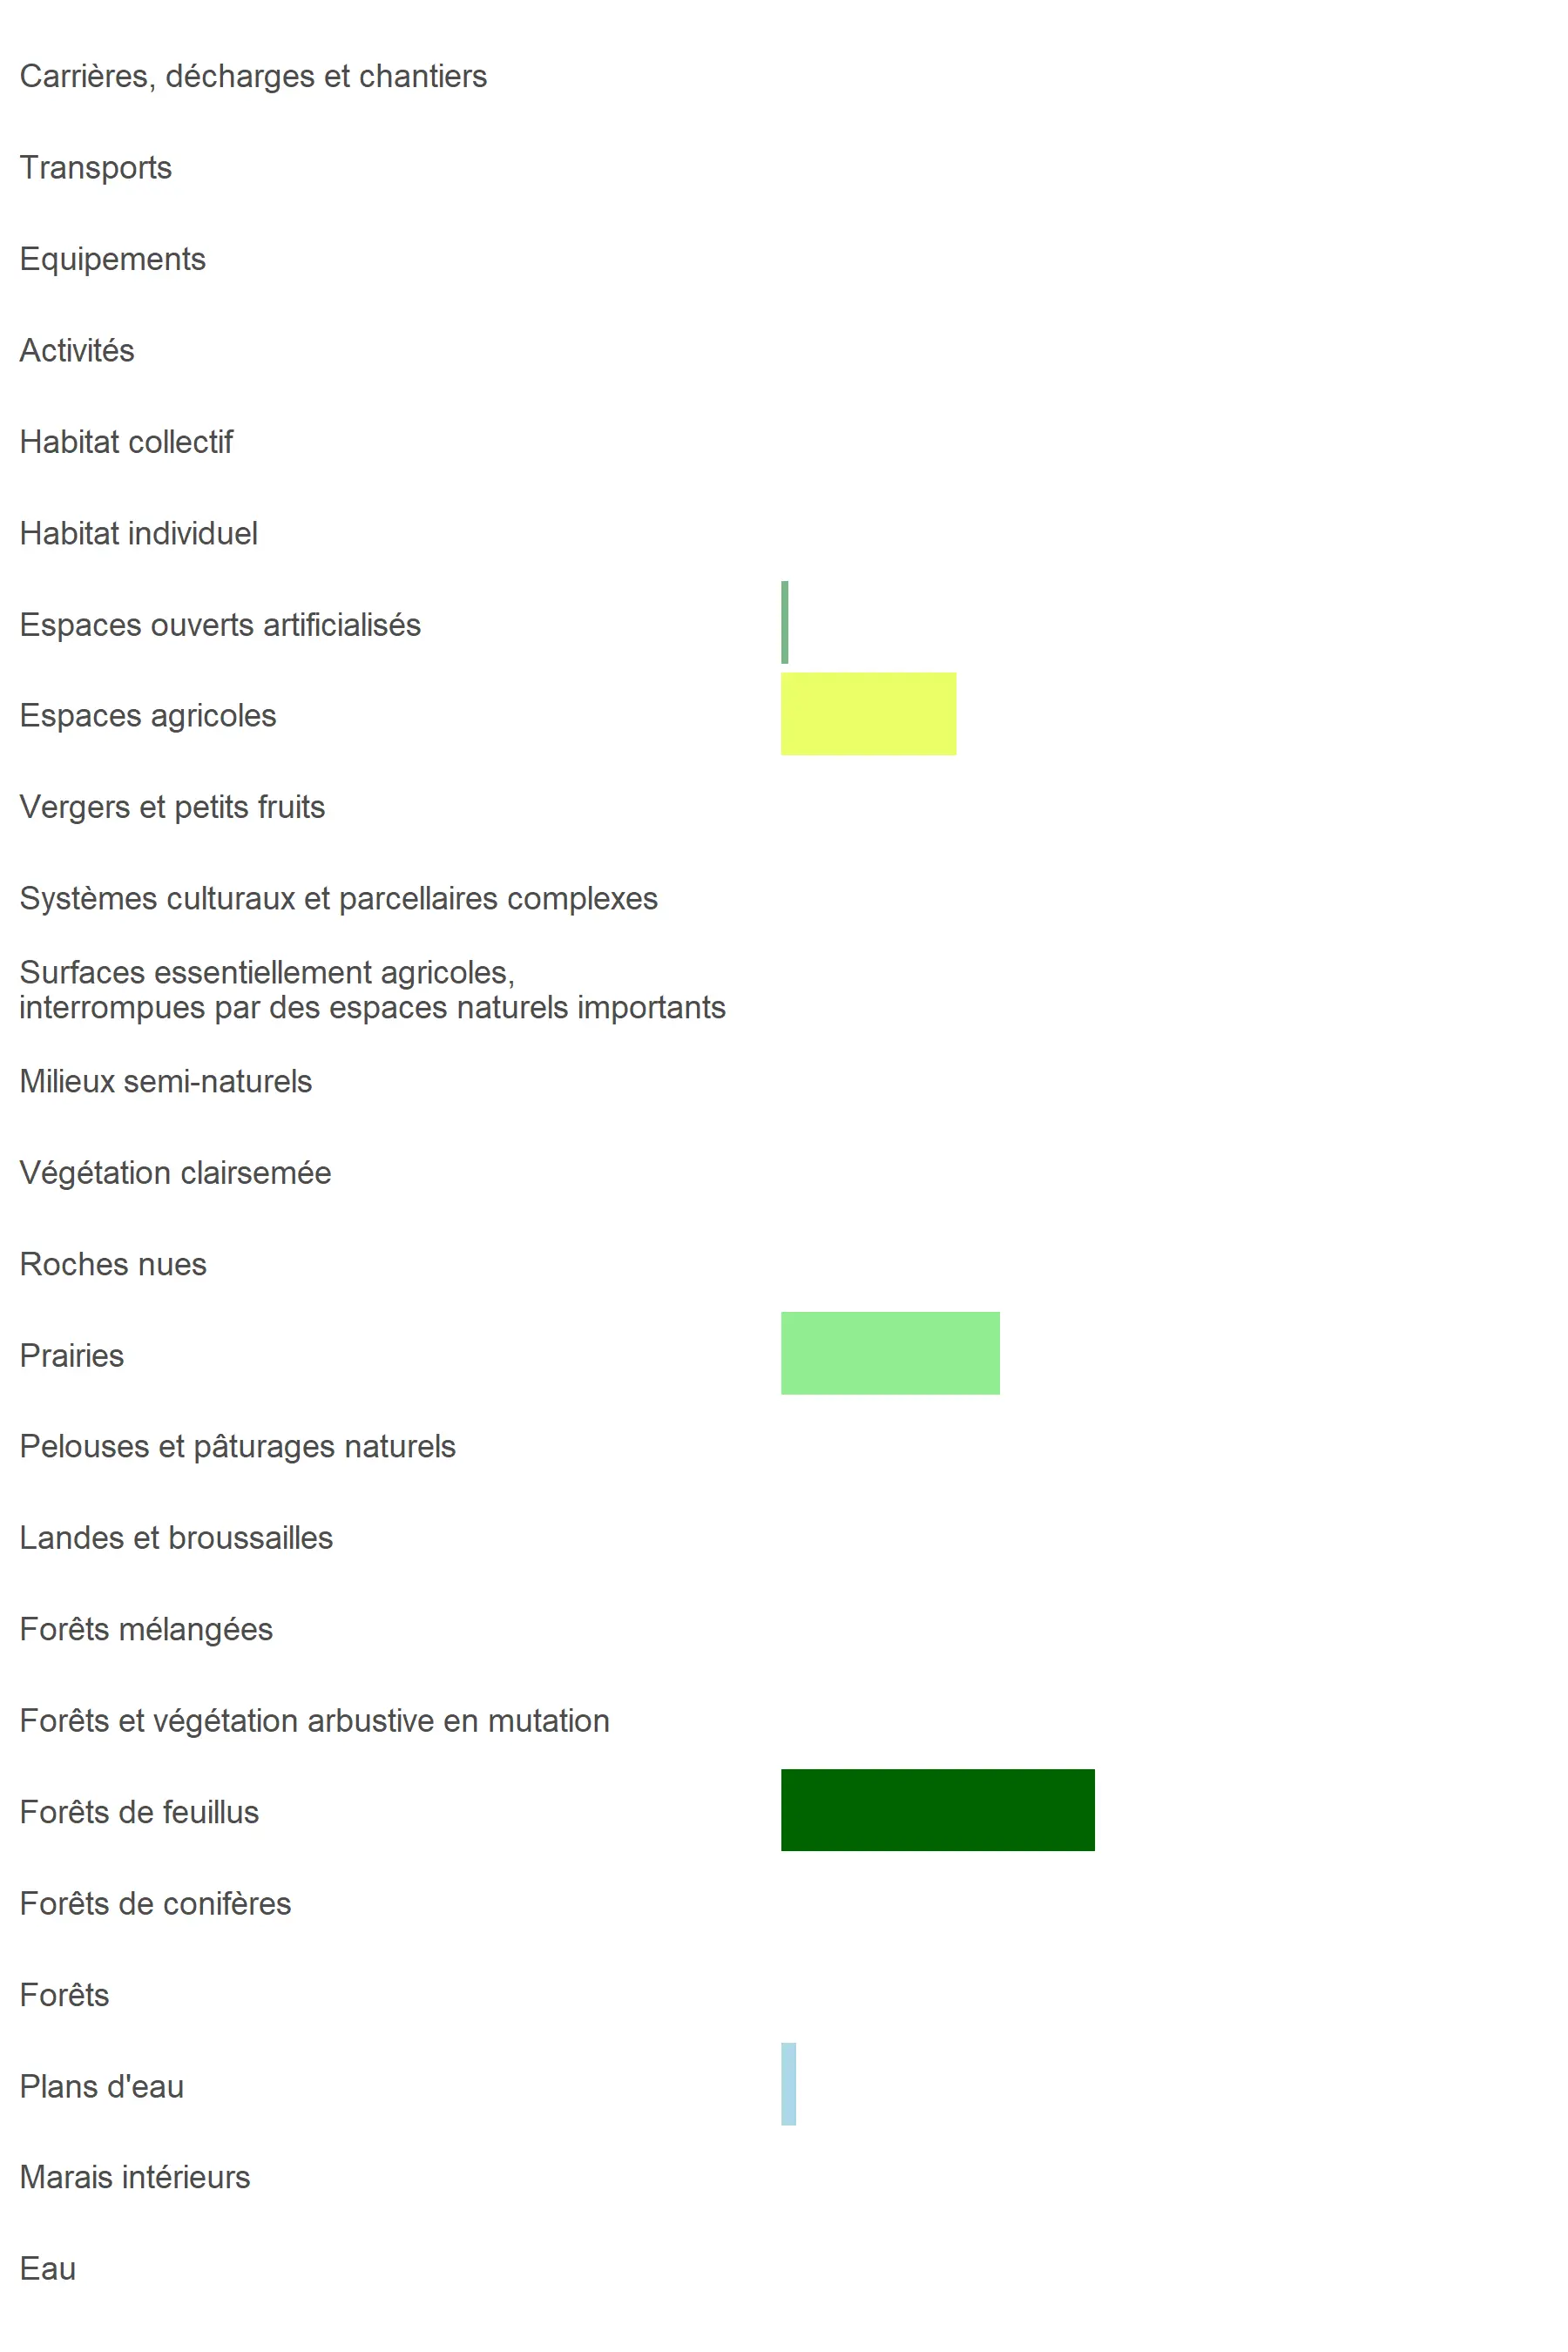 Carrières, décharges et chantiers
Transports
Equipements
Activités
Habitat collectif
Habitat individuel
Espaces ouverts artificialisés
Espaces agricoles
Vergers et petits fruits
Systèmes culturaux et parcellaires complexes
Surfaces essentiellement agricoles,
interrompues par des espaces naturels importants
Milieux semi-naturels
Végétation clairsemée
Roches nues
Prairies
Pelouses et pâturages naturels
Landes et broussailles
Forêts mélangées
Forêts et végétation arbustive en mutation
Forêts de feuillus
Forêts de conifères
Forêts
Plans d'eau
Marais intérieurs
Eau